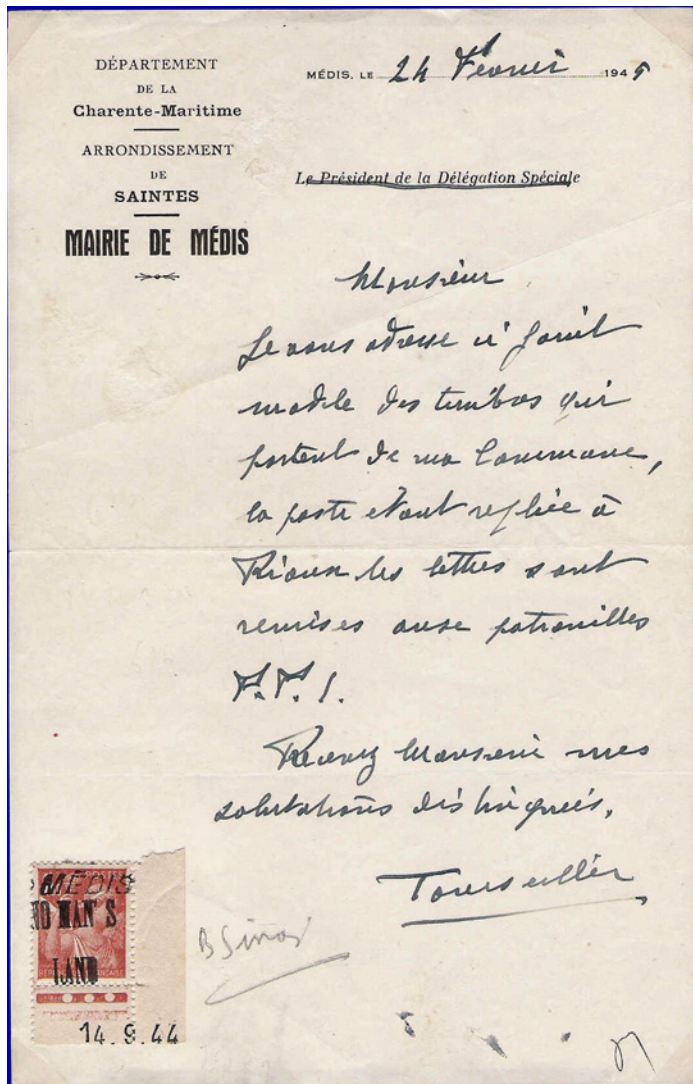 DÉPARTEMENT
DE LA
Charente-Maritime
ARRONDISSEMENT
DE
SAINTES
MAIRIE DE MÉDIS
MÉDIS, LE 24 Février 1945
Le Président de la Délégation Spéciale
Monsieur
Je vous adresse ci joint
modèle des timbres qui
partent de ma Commune,
la poste etant repliée à
Rioux les lettres sont
remises aux patrouilles
F.F.I.
Recevez Monsieur mes
salutations distinguées.
MÉDIS
NO MAN'S
LAND
14.9.44